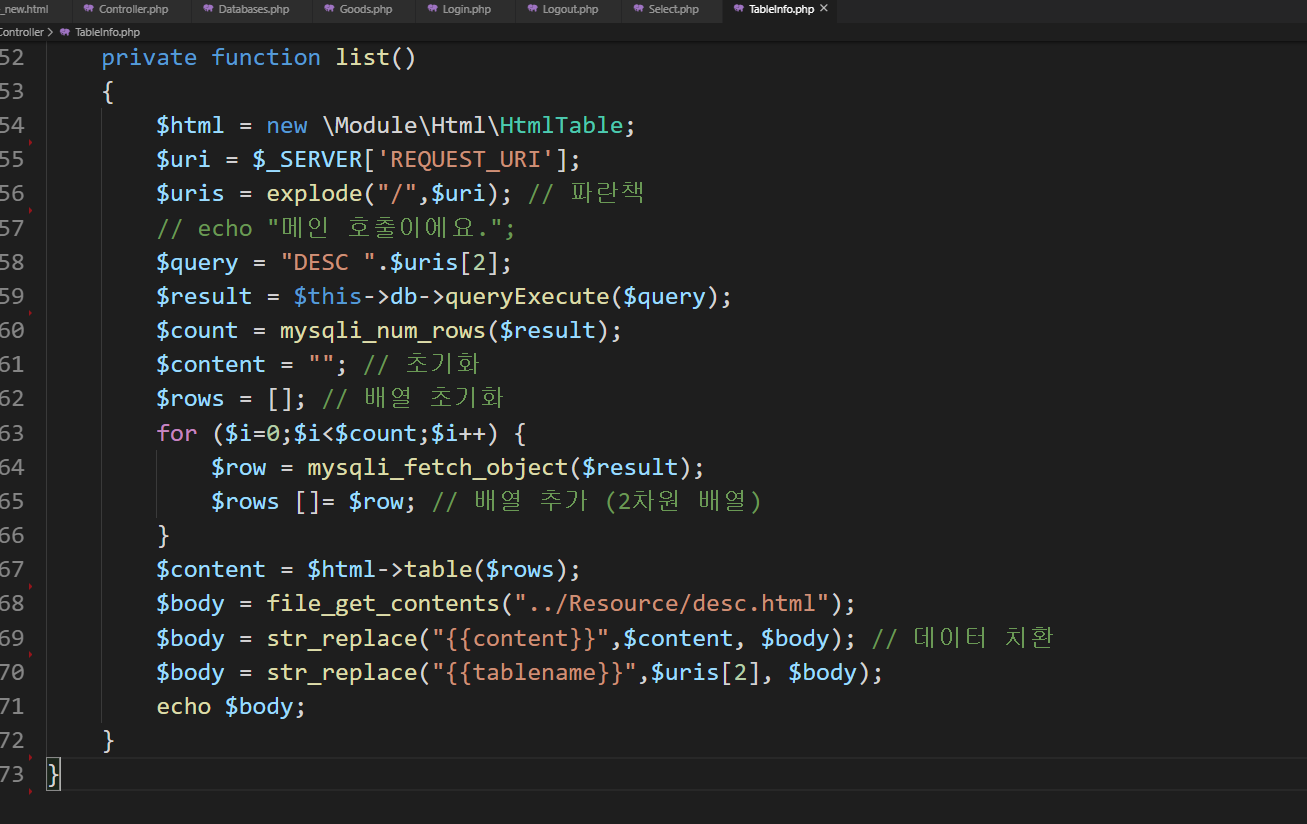 _new.html Controller.php Databases.php Goods.php Login.php Logout.php Select.php TableInfo.php ×
Controller > TableInfo.php
52 private function list()
53 {
54 $html = new \Module\Html\HtmlTable;
55 $uri = $_SERVER['REQUEST_URI'];
56 $uris = explode("/",$uri); // 파란책
57 // echo "메인 호출이에요.";
58 $query = "DESC ".$uris[2];
59 $result = $this->db->queryExecute($query);
60 $count = mysqli_num_rows($result);
61 $content = ""; // 초기화
62 $rows = []; // 배열 초기화
63 for ($i=0;$i<$count;$i++) {
64 $row = mysqli_fetch_object($result);
65 $rows []= $row; // 배열 추가 (2차원 배열)
66 }
67 $content = $html->table($rows);
68 $body = file_get_contents("../Resource/desc.html");
69 $body = str_replace("{{content}}",$content, $body); // 데이터 치환
70 $body = str_replace("{{tablename}}",$uris[2], $body);
71 echo $body;
72 }
73 }